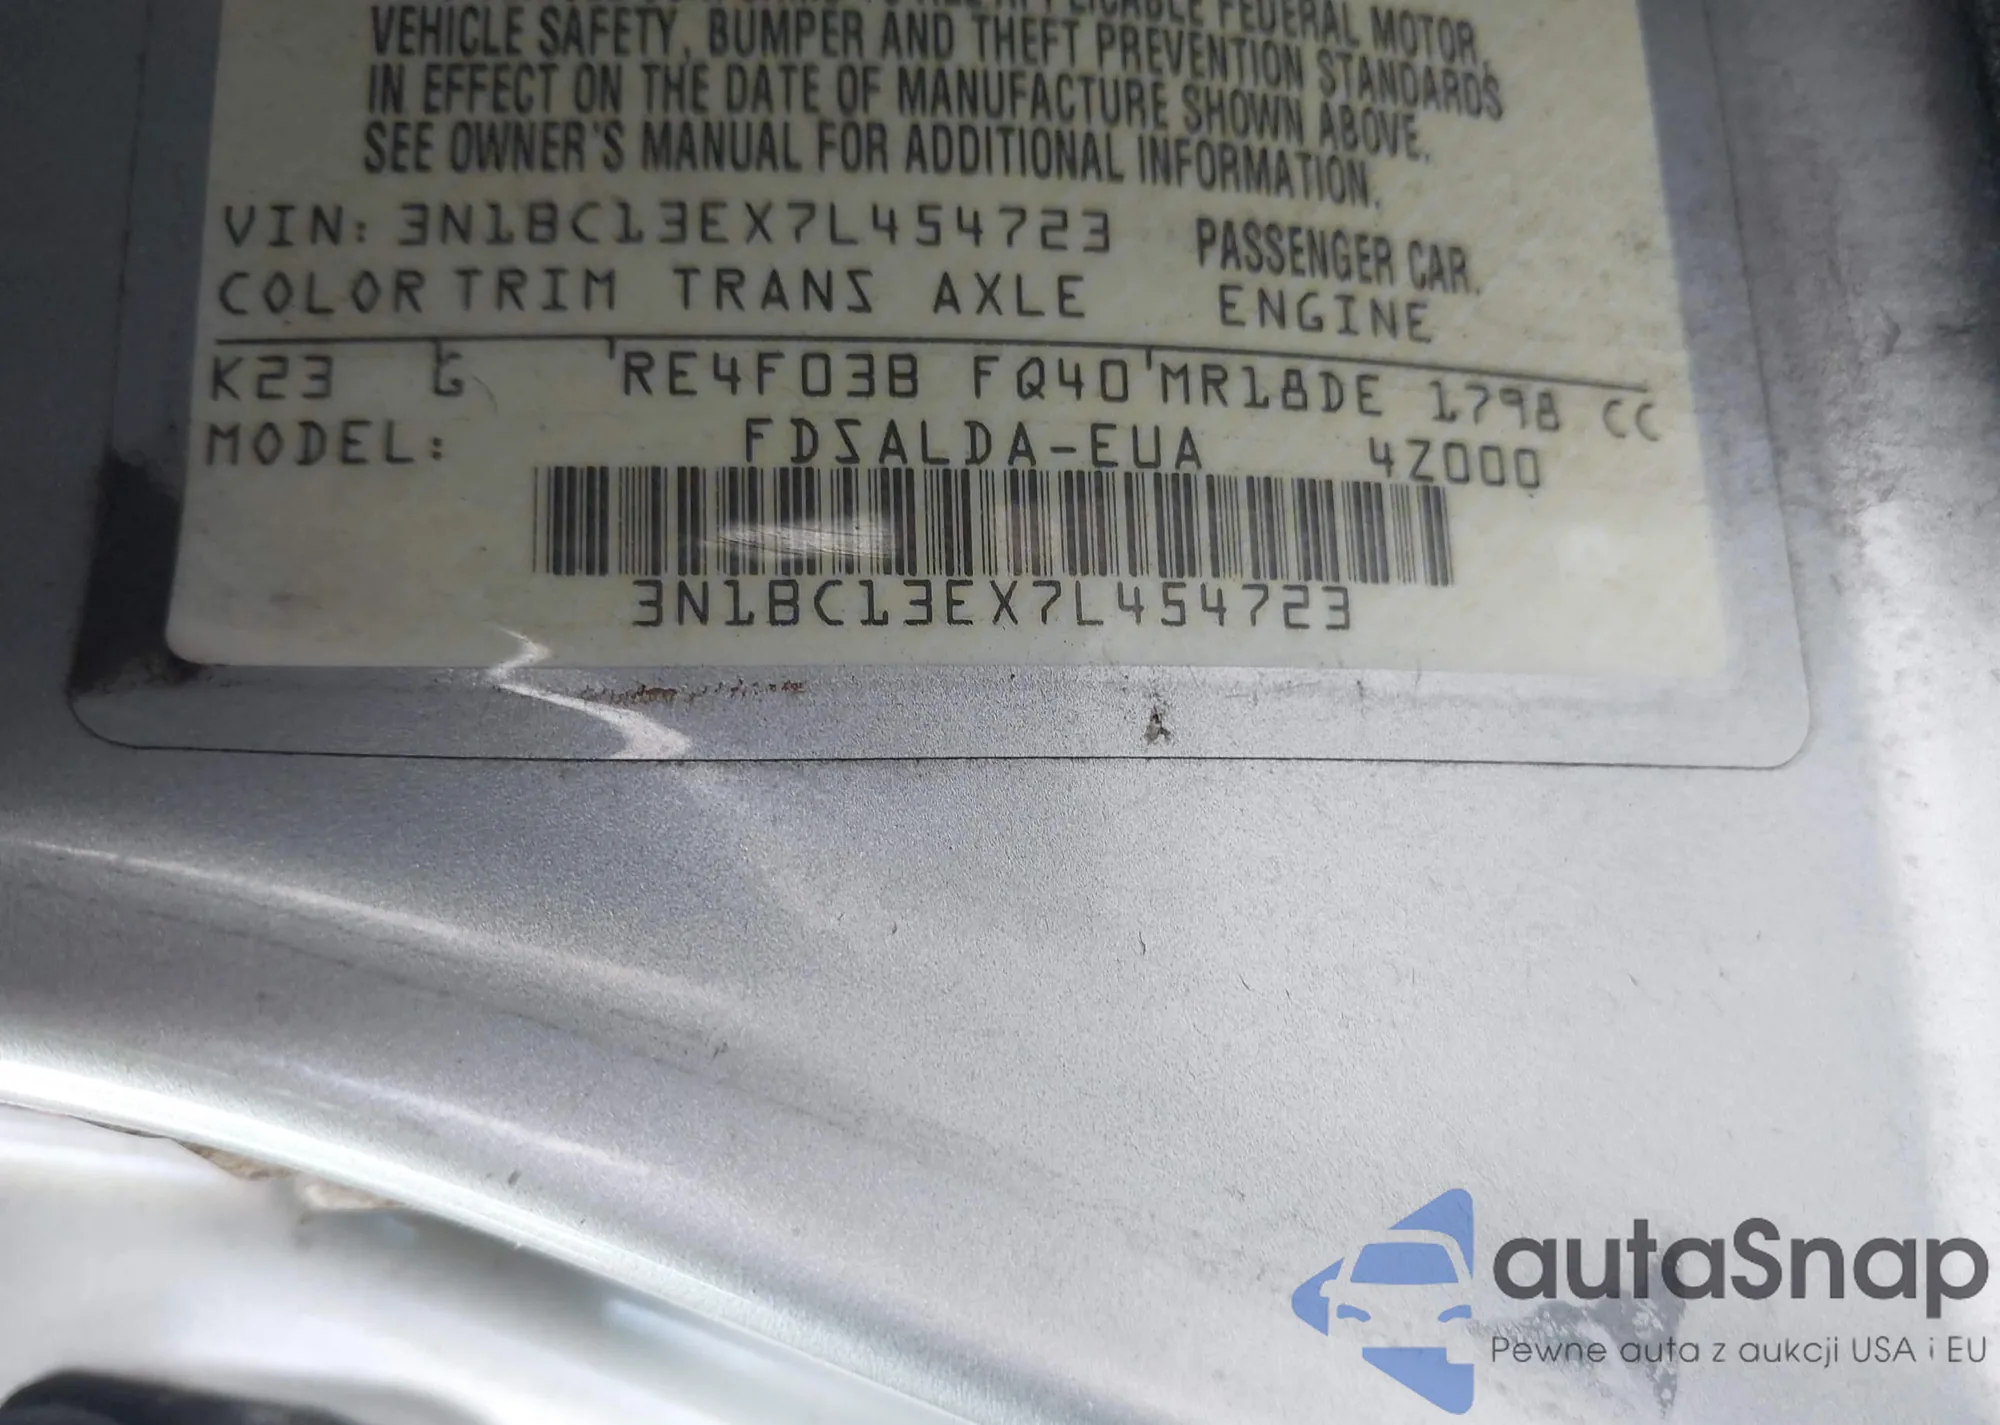 VEHICLE SAFETY, BUMPER AND THEFT PREVENTION STANDARDS
IN EFFECT ON THE DATE OF MANUFACTURE SHOWN ABOVE.
SEE OWNER'S MANUAL FOR ADDITIONAL INFORMATION.
VIN: 3N1BC13EX7L454723 PASSENGER CAR.
COLOR TRIM TRANS AXLE ENGINE
K23 G RE4F03B FQ40 MR18DE 1798 CC
MODEL: FDSALDA-EUA 4Z000
3N1BC13EX7L454723
autaSnap
Pewne auta z aukcji USA i EU